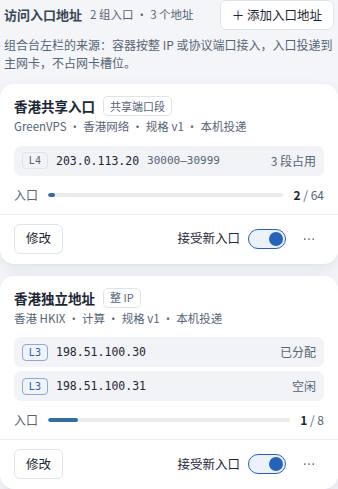 访问入口地址 2 组入口 · 3 个地址 ＋ 添加入口地址
组合台左栏的来源：容器按整 IP 或协议端口接入，入口投递到
主网卡，不占网卡槽位。
香港共享入口 共享端口段
GreenVPS · 香港网络 · 规格 v1 · 本机投递
L4 203.0.113.20 30000–30999 3 段占用
入口 2 / 64
修改 接受新入口 ···
香港独立地址 整 IP
香港 HKIX · 计算 · 规格 v1 · 本机投递
L3 198.51.100.30 已分配
L3 198.51.100.31 空闲
入口 1 / 8
修改 接受新入口 ···